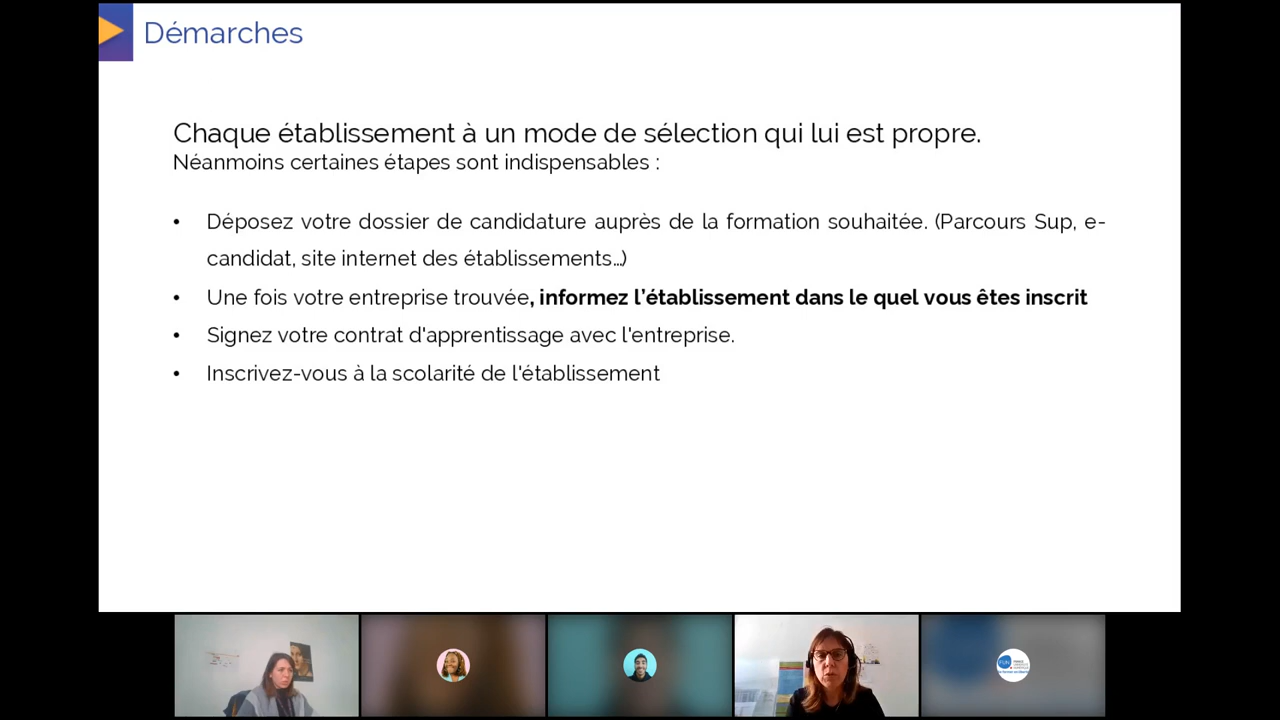 Démarches
Chaque établissement à un mode de sélection qui lui est propre.
Néanmoins certaines étapes sont indispensables :
• Déposez votre dossier de candidature auprès de la formation souhaitée. (Parcours Sup, e-
candidat, site internet des établissements…)
• Une fois votre entreprise trouvée, informez l’établissement dans le quel vous êtes inscrit
• Signez votre contrat d'apprentissage avec l'entreprise.
• Inscrivez-vous à la scolarité de l'établissement